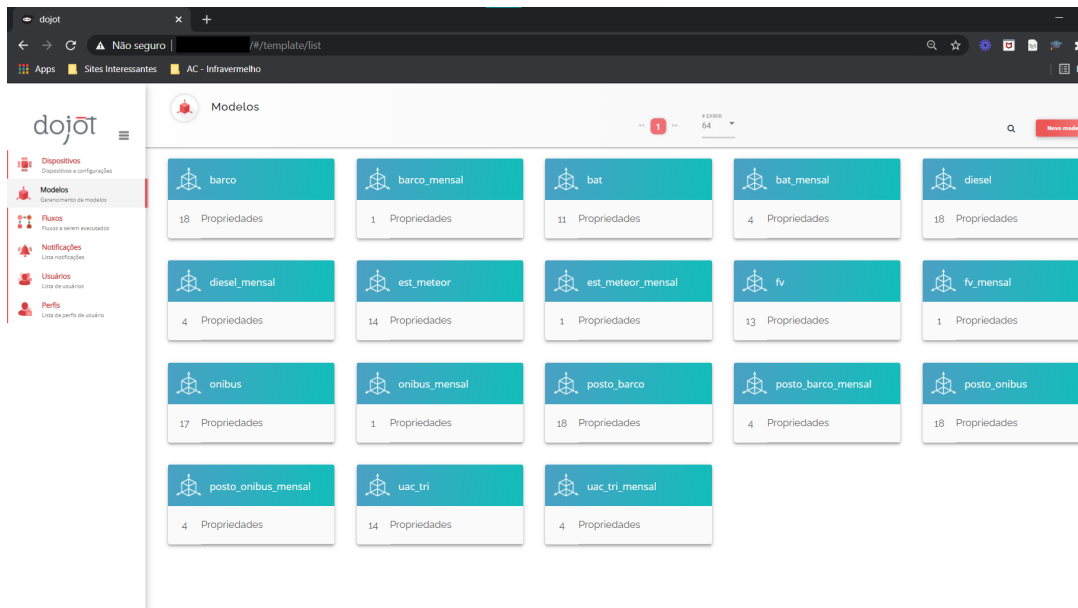 dojot
Não seguro | /#/template/list
Apps Sites Interessantes AC - Infravermelho
dojot
Dispositivos
Dispositivos e configurações
Modelos
Gerencimento de modelos
Fluxos
Fluxos a serem executados
Notificações
Lista notificações
Usuários
Lista de usuários
Perfis
Lista de perfis de usuário
Modelos
<< 1 >>
# EXIBIR
64
Novo mode
barco
18 Propriedades
barco_mensal
1 Propriedades
bat
11 Propriedades
bat_mensal
4 Propriedades
diesel
18 Propriedades
diesel_mensal
4 Propriedades
est_meteor
14 Propriedades
est_meteor_mensal
1 Propriedades
fv
13 Propriedades
fv_mensal
1 Propriedades
onibus
17 Propriedades
onibus_mensal
1 Propriedades
posto_barco
18 Propriedades
posto_barco_mensal
4 Propriedades
posto_onibus
18 Propriedades
posto_onibus_mensal
4 Propriedades
uac_tri
14 Propriedades
uac_tri_mensal
4 Propriedades